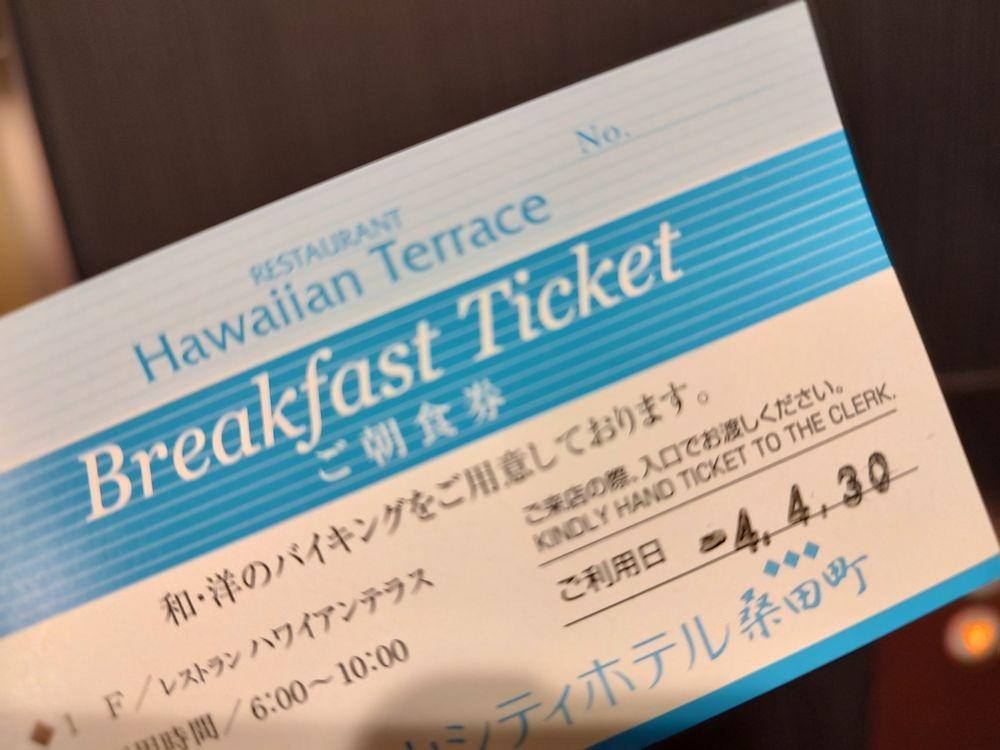 No.
RESTAURANT
Hawaiian Terrace
Breakfast Ticket
ご朝食券
和・洋のバイキングをご用意しております。
ご来店の際、入口でお渡しください。
KINDLY HAND TICKET TO THE CLERK.
ご利用日 -4. 4. 30
◆1F/レストラン ハワイアンテラス
用時間/6:00～10:00
シティホテル桑田町